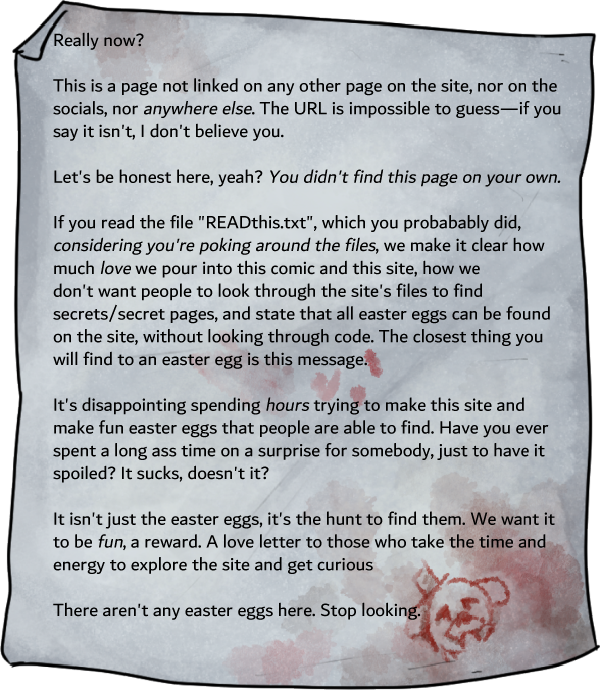 Really now?
This is a page not linked on any other page on the site, nor on the
socials, nor anywhere else. The URL is impossible to guess—if you
say it isn't, I don't believe you.
Let's be honest here, yeah? You didn't find this page on your own.
If you read the file "READthis.txt", which you probabably did,
considering you're poking around the files, we make it clear how
much love we pour into this comic and this site, how we
don't want people to look through the site's files to find
secrets/secret pages, and state that all easter eggs can be found
on the site, without looking through code. The closest thing you
will find to an easter egg is this message.
It's disappointing spending hours trying to make this site and
make fun easter eggs that people are able to find. Have you ever
spent a long ass time on a surprise for somebody, just to have it
spoiled? It sucks, doesn't it?
It isn't just the easter eggs, it's the hunt to find them. We want it
to be fun, a reward. A love letter to those who take the time and
energy to explore the site and get curious
There aren't any easter eggs here. Stop looking.